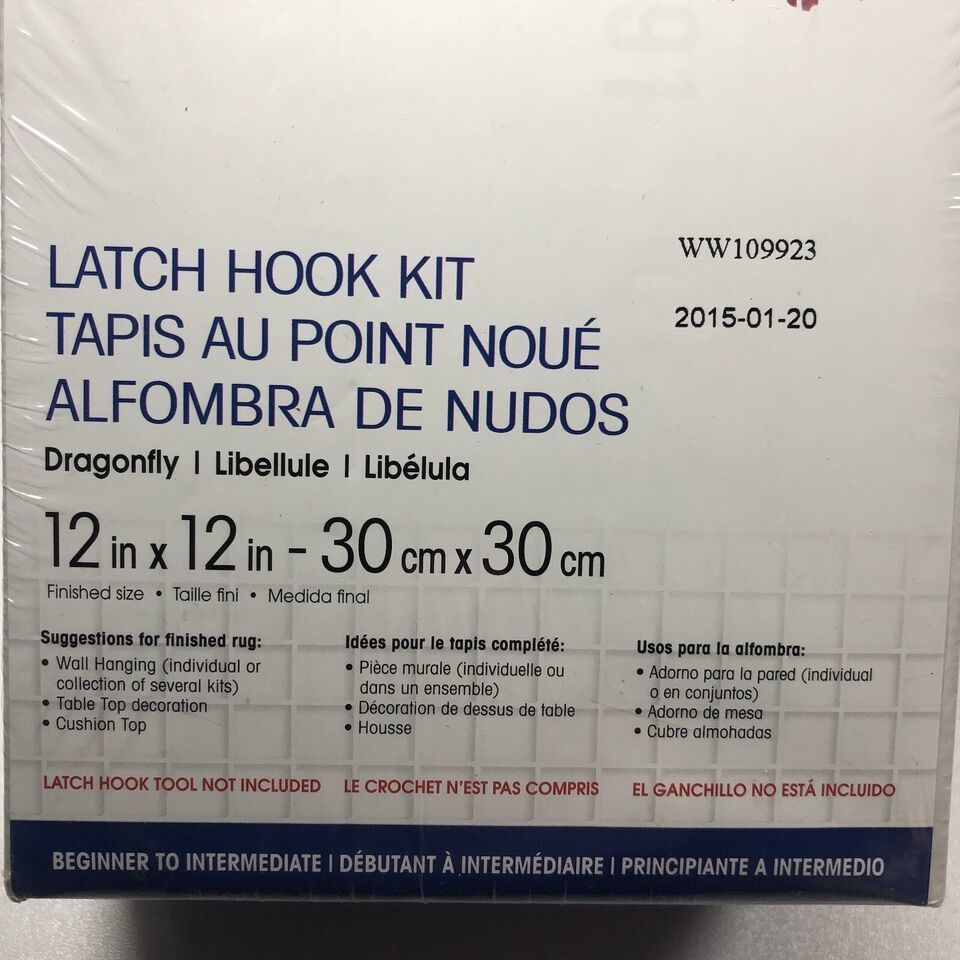 WW109923
2015-01-20
LATCH HOOK KIT
TAPIS AU POINT NOUÉ
ALFOMBRA DE NUDOS
Dragonfly | Libellule | Libélula
12 in x 12 in - 30 cm x 30 cm
Finished size • Taille fini • Medida final
Suggestions for finished rug:
• Wall Hanging (individual or
collection of several kits)
• Table Top decoration
• Cushion Top
Idées pour le tapis complété:
• Pièce murale (individuelle ou
dans un ensemble)
• Décoration de dessus de table
• Housse
Usos para la alfombra:
• Adorno para la pared (individual
o en conjuntos)
• Adorno de mesa
• Cubre almohadas
LATCH HOOK TOOL NOT INCLUDED LE CROCHET N'EST PAS COMPRIS EL GANCHILLO NO ESTÁ INCLUIDO
BEGINNER TO INTERMEDIATE | DÉBUTANT À INTERMÉDIAIRE | PRINCIPIANTE A INTERMEDIO